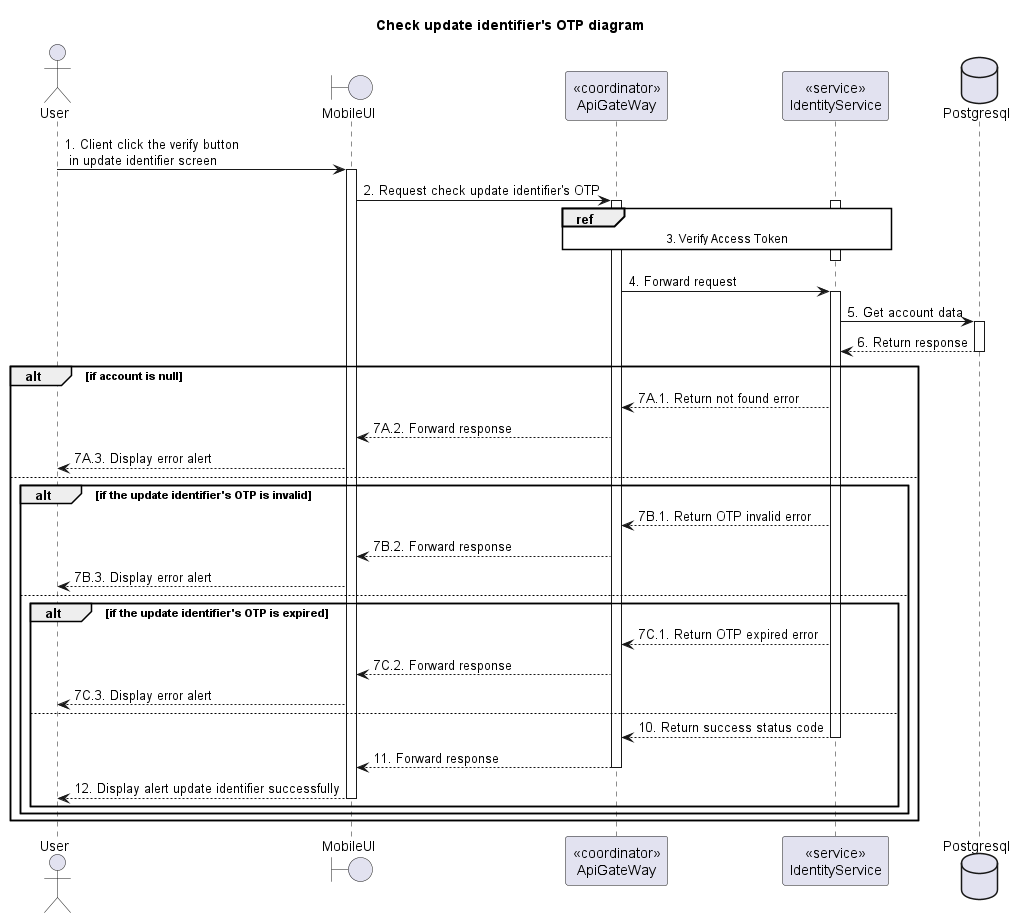 Check update identifier's OTP diagram
User
MobileUI
«coordinator»
ApiGateWay
«service»
IdentityService
Postgresql
1. Client click the verify button
in update identifier screen
2. Request check update identifier's OTP
ref
3. Verify Access Token
4. Forward request
5. Get account data
6. Return response
alt [if account is null]
7A.1. Return not found error
7A.2. Forward response
7A.3. Display error alert
alt [if the update identifier's OTP is invalid]
7B.1. Return OTP invalid error
7B.2. Forward response
7B.3. Display error alert
alt [if the update identifier's OTP is expired]
7C.1. Return OTP expired error
7C.2. Forward response
7C.3. Display error alert
10. Return success status code
11. Forward response
12. Display alert update identifier successfully
User
MobileUI
«coordinator»
ApiGateWay
«service»
IdentityService
Postgresql